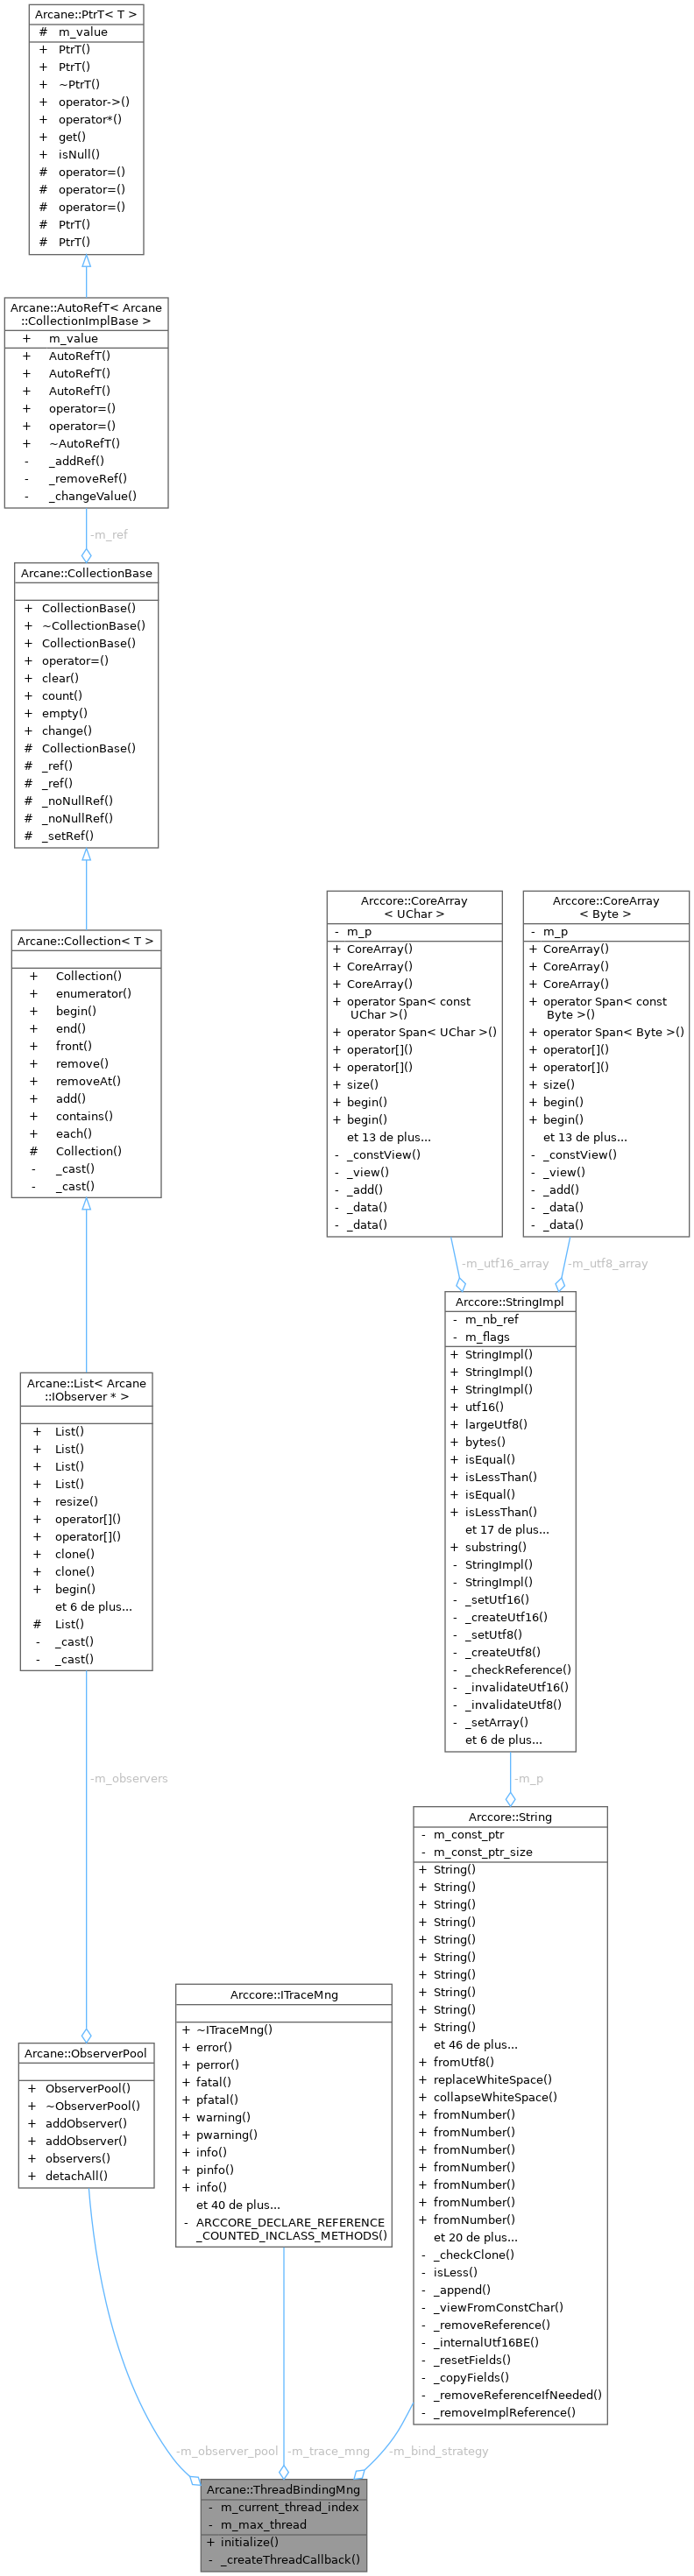 Arcane::PtrT< T >
# m_value
+ PtrT()
+ PtrT()
+ ~PtrT()
+ operator->()
+ operator*()
+ get()
+ isNull()
# operator=()
# operator=()
# operator=()
# PtrT()
# PtrT()
Arcane::AutoRefT< Arcane
::CollectionImplBase >
+ m_value
+ AutoRefT()
+ AutoRefT()
+ AutoRefT()
+ operator=()
+ operator=()
+ ~AutoRefT()
- _addRef()
- _removeRef()
- _changeValue()
-m_ref
Arcane::CollectionBase
+ CollectionBase()
+ ~CollectionBase()
+ CollectionBase()
+ operator=()
+ clear()
+ count()
+ empty()
+ change()
# CollectionBase()
# _ref()
# _ref()
# _noNullRef()
# _noNullRef()
# _setRef()
Arcane::Collection< T >
+ Collection()
+ enumerator()
+ begin()
+ end()
+ front()
+ remove()
+ removeAt()
+ add()
+ contains()
+ each()
# Collection()
- _cast()
- _cast()
Arcane::List< Arcane
::IObserver * >
+ List()
+ List()
+ List()
+ List()
+ resize()
+ operator[]()
+ operator[]()
+ clone()
+ clone()
+ begin()
et 6 de plus...
# List()
- _cast()
- _cast()
-m_observers
Arcane::ObserverPool
+ ObserverPool()
+ ~ObserverPool()
+ addObserver()
+ addObserver()
+ observers()
+ detachAll()
Arccore::CoreArray
< UChar >
- m_p
+ CoreArray()
+ CoreArray()
+ CoreArray()
+ operator Span< const
UChar >()
+ operator Span< UChar >()
+ operator[]()
+ operator[]()
+ size()
+ begin()
+ begin()
et 13 de plus...
- _constView()
- _view()
- _add()
- _data()
- _data()
-m_utf16_array
Arccore::CoreArray
< Byte >
- m_p
+ CoreArray()
+ CoreArray()
+ CoreArray()
+ operator Span< const
Byte >()
+ operator Span< Byte >()
+ operator[]()
+ operator[]()
+ size()
+ begin()
+ begin()
et 13 de plus...
- _constView()
- _view()
- _add()
- _data()
- _data()
-m_utf8_array
Arccore::StringImpl
- m_nb_ref
- m_flags
+ StringImpl()
+ StringImpl()
+ StringImpl()
+ utf16()
+ largeUtf8()
+ bytes()
+ isEqual()
+ isLessThan()
+ isEqual()
+ isLessThan()
et 17 de plus...
+ substring()
- StringImpl()
- StringImpl()
- _setUtf16()
- _createUtf16()
- _setUtf8()
- _createUtf8()
- _checkReference()
- _invalidateUtf16()
- _invalidateUtf8()
- _setArray()
et 6 de plus...
-m_p
Arccore::String
- m_const_ptr
- m_const_ptr_size
+ String()
+ String()
+ String()
+ String()
+ String()
+ String()
+ String()
+ String()
+ String()
+ String()
et 46 de plus...
+ fromUtf8()
+ replaceWhiteSpace()
+ collapseWhiteSpace()
+ fromNumber()
+ fromNumber()
+ fromNumber()
+ fromNumber()
+ fromNumber()
+ fromNumber()
+ fromNumber()
et 20 de plus...
- _checkClone()
- isLess()
- _append()
- _viewFromConstChar()
- _removeReference()
- _internalUtf16BE()
- _resetFields()
- _copyFields()
- _removeReferenceIfNeeded()
- _removeImplReference()
Arccore::ITraceMng
+ ~ITraceMng()
+ error()
+ perror()
+ fatal()
+ pfatal()
+ warning()
+ pwarning()
+ info()
+ pinfo()
+ info()
et 40 de plus...
- ARCCORE_DECLARE_REFERENCE
_COUNTED_INCLASS_METHODS()
-m_observer_pool
-m_trace_mng
-m_bind_strategy
Arcane::ThreadBindingMng
- m_current_thread_index
- m_max_thread
+ initialize()
- _createThreadCallback()